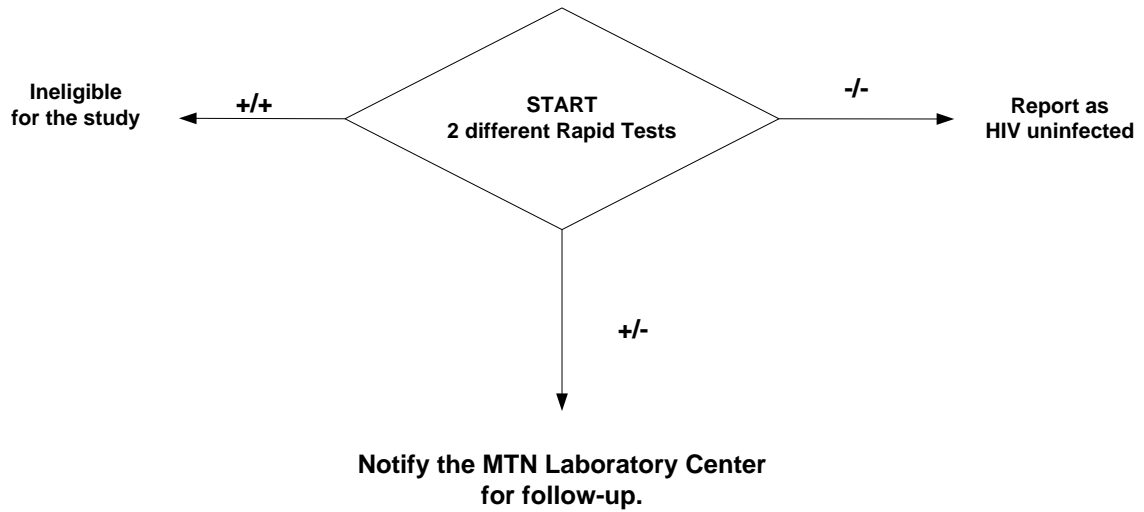 START
2 different Rapid Tests
+/+
Ineligible
for the study
-/-
Report as
HIV uninfected
+/-
Notify the MTN Laboratory Center
for follow-up.